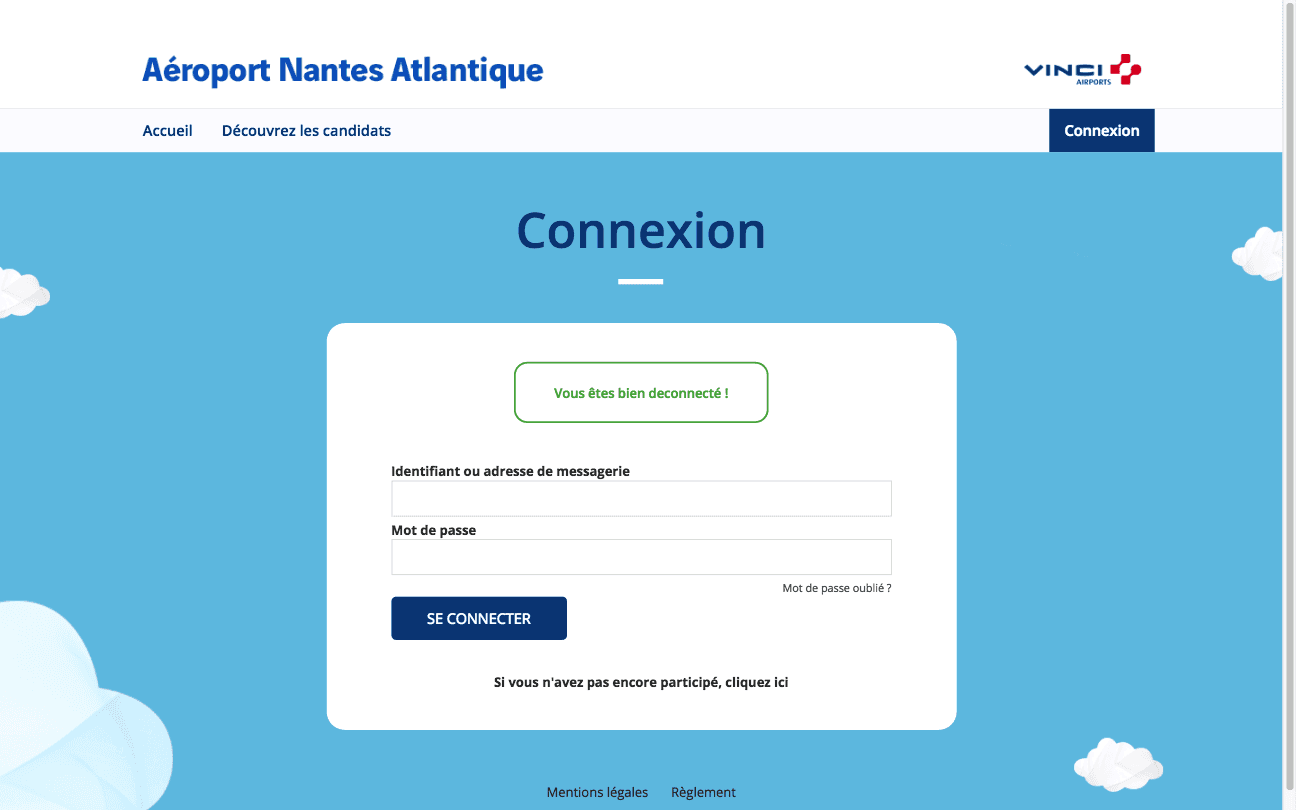 Aéroport Nantes Atlantique
VINCI
AIRPORTS
Accueil
Découvrez les candidats
Connexion
Connexion
Vous êtes bien deconnecté !
Identifiant ou adresse de messagerie
Mot de passe
Mot de passe oublié ?
SE CONNECTER
Si vous n'avez pas encore participé, cliquez ici
Mentions légales
Règlement